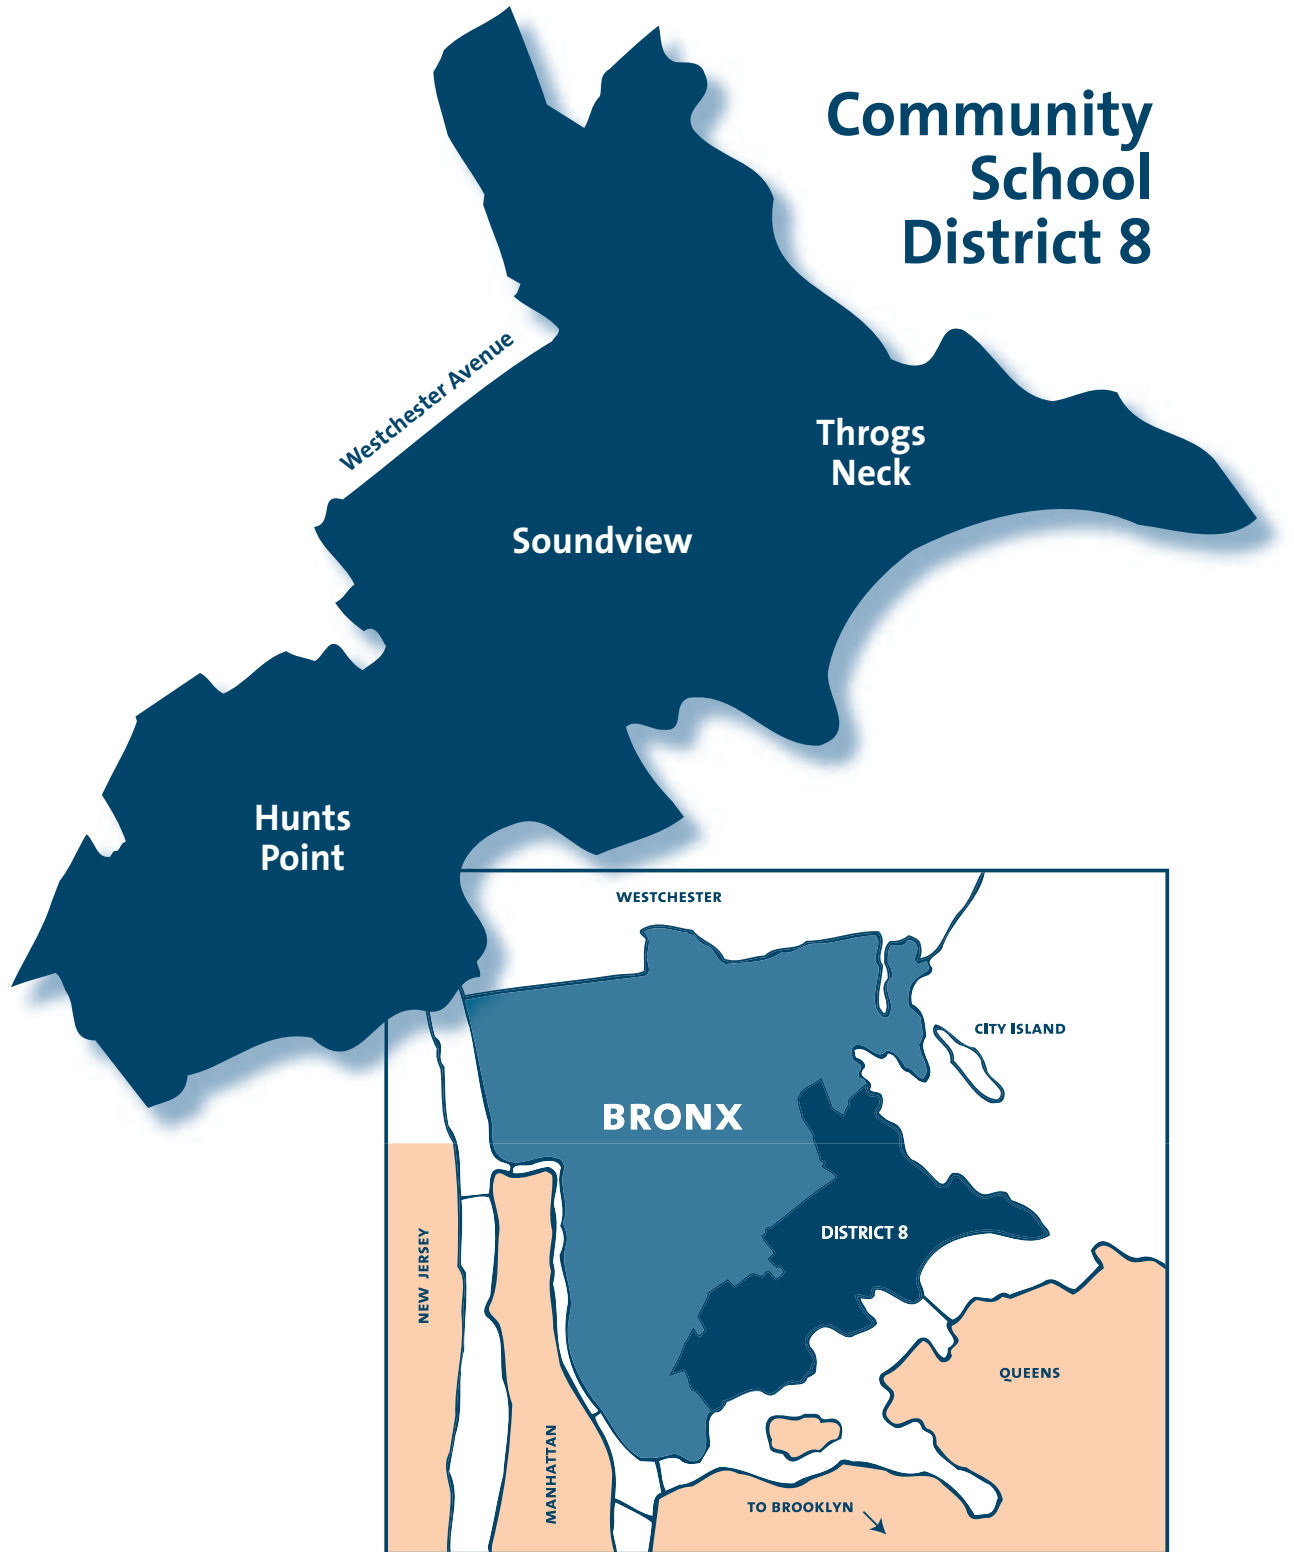 Community
School
District 8
Westchester Avenue
Throgs
Neck
Soundview
Hunts
Point
WESTCHESTER
CITY ISLAND
BRONX
DISTRICT 8
NEW JERSEY
QUEENS
MANHATTAN
TO BROOKLYN